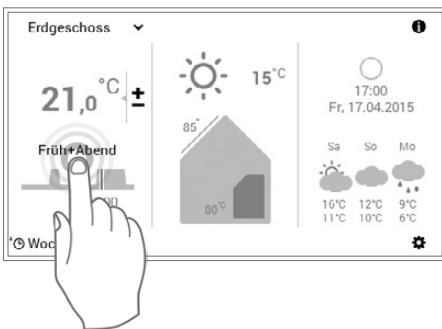 Erdgeschoss
21,0 °C ±
Früh+Abend
00
Woc
15°C
85°
80°C
17:00
Fr, 17.04.2015
Sa So Mo
16°C 12°C 9°C
11°C 10°C 6°C